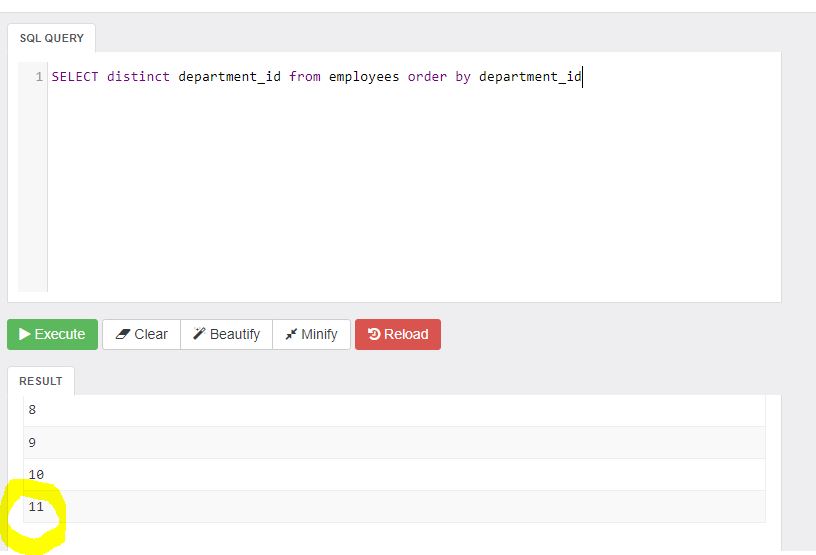 SQL QUERY
1 SELECT distinct department_id from employees order by department_id
Execute Clear Beautify Minify Reload
RESULT
8
9
10
11